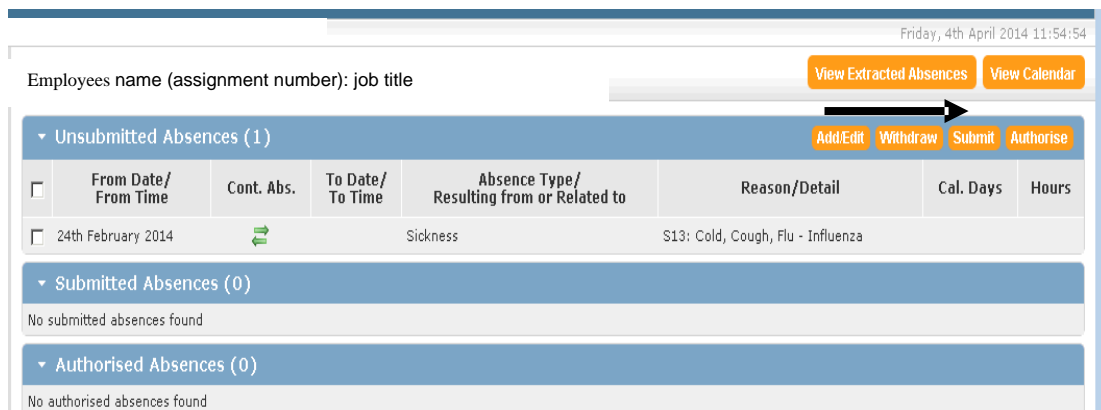 Friday, 4th April 2014 11:54:54
Employees name (assignment number): job title
View Extracted Absences View Calendar
Unsubmitted Absences (1) Add/Edit Withdraw Submit Authorise
From Date/ From Time Cont. Abs. To Date/ To Time Absence Type/ Resulting from or Related to Reason/Detail Cal. Days Hours
24th February 2014 Sickness S13: Cold, Cough, Flu - Influenza
Submitted Absences (0)
No submitted absences found
Authorised Absences (0)
No authorised absences found